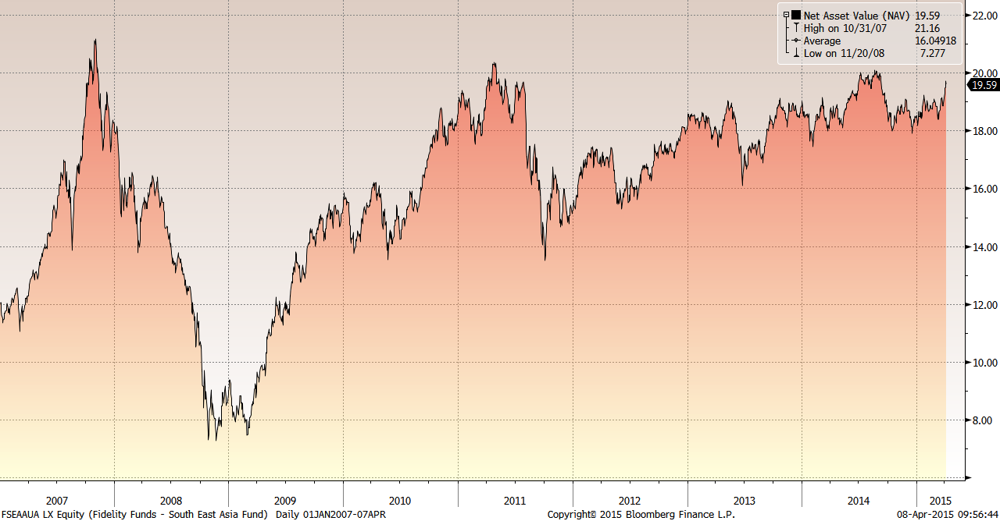 Net Asset Value (NAV) 19.59
High on 10/31/07 21.16
Average 16.04918
Low on 11/20/08 7.277
22.00
20.00
19.59
18.00
16.00
14.00
12.00
10.00
8.00
2007 2008 2009 2010 2011 2012 2013 2014 2015
FSEAAUA LX Equity (Fidelity Funds - South East Asia Fund) Daily 01JAN2007-07APR Copyright© 2015 Bloomberg Finance L.P. 08-Apr-2015 09:56:44